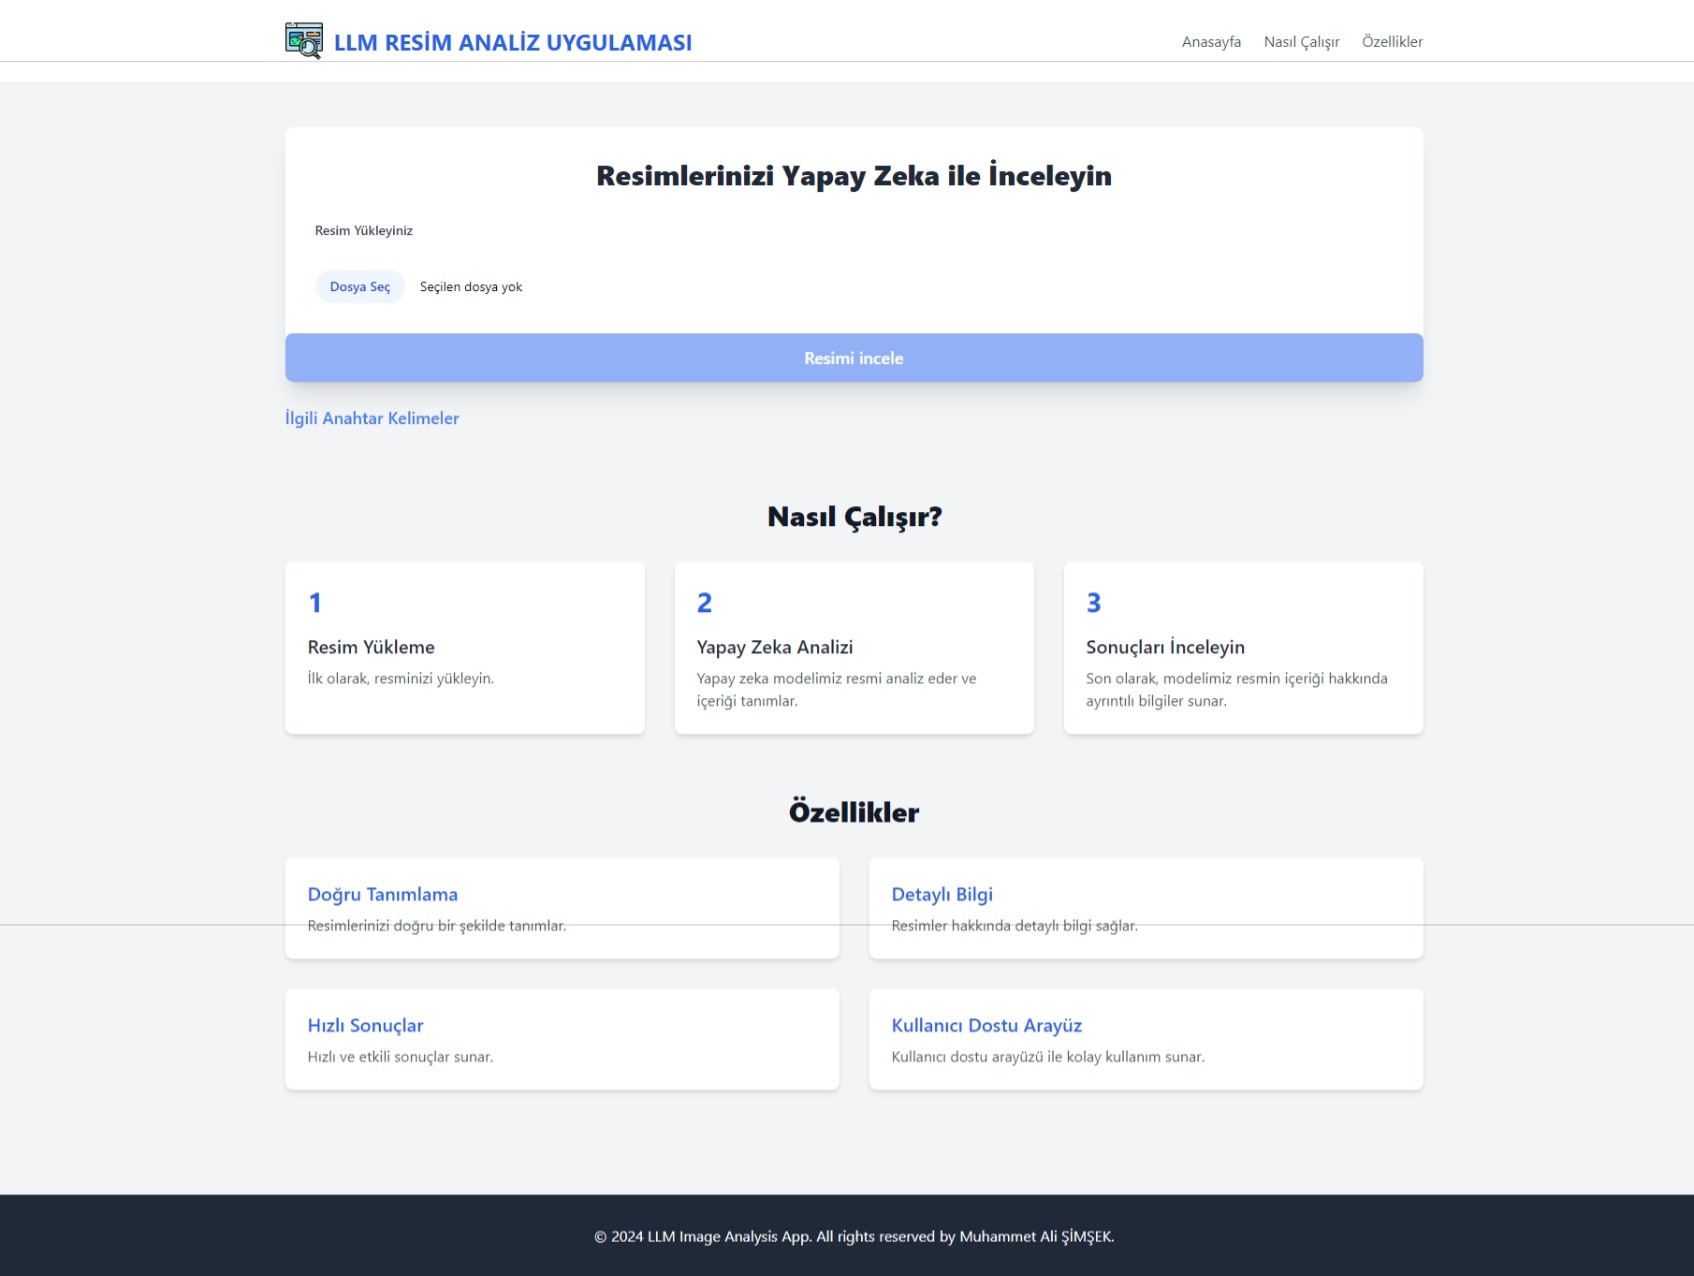 LLM RESİM ANALİZ UYGULAMASI
Anasayfa
Nasıl Çalışır
Özellikler
Resimlerinizi Yapay Zeka ile İnceleyin
Resim Yükleyiniz
Dosya Seç
Seçilen dosya yok
Resimi incele
İlgili Anahtar Kelimeler
Nasıl Çalışır?
1
Resim Yükleme
İlk olarak, resminizi yükleyin.
2
Yapay Zeka Analizi
Yapay zeka modelimiz resmi analiz eder ve
içeriği tanımlar.
3
Sonuçları İnceleyin
Son olarak, modelimiz resmin içeriği hakkında
ayrıntılı bilgiler sunar.
Özellikler
Doğru Tanımlama
Resimlerinizi doğru bir şekilde tanımlar.
Detaylı Bilgi
Resimler hakkında detaylı bilgi sağlar.
Hızlı Sonuçlar
Hızlı ve etkili sonuçlar sunar.
Kullanıcı Dostu Arayüz
Kullanıcı dostu arayüzü ile kolay kullanım sunar.
© 2024 LLM Image Analysis App. All rights reserved by Muhammet Ali ŞİMŞEK.